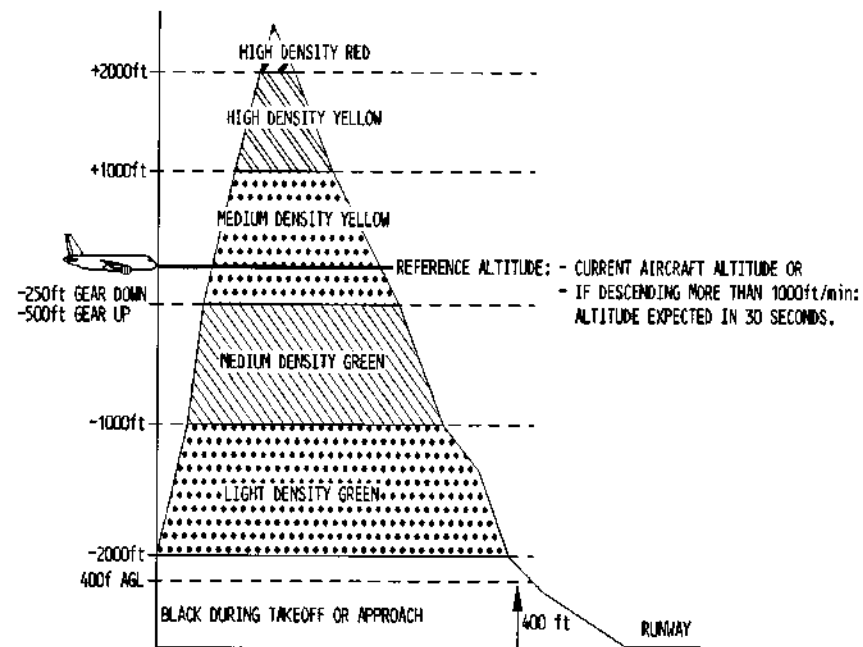 HIGH DENSITY RED
+2000ft
HIGH DENSITY YELLOW
+1000ft
MEDIUM DENSITY YELLOW
REFERENCE ALTITUDE: - CURRENT AIRCRAFT ALTITUDE OR
-250ft GEAR DOWN
- IF DESCENDING MORE THAN 1000ft/min:
-500ft GEAR UP
ALTITUDE EXPECTED IN 30 SECONDS.
MEDIUM DENSITY GREEN
-1000ft
LIGHT DENSITY GREEN
-2000ft
400f AGL
BLACK DURING TAKEOFF OR APPROACH
400 ft
RUNWAY